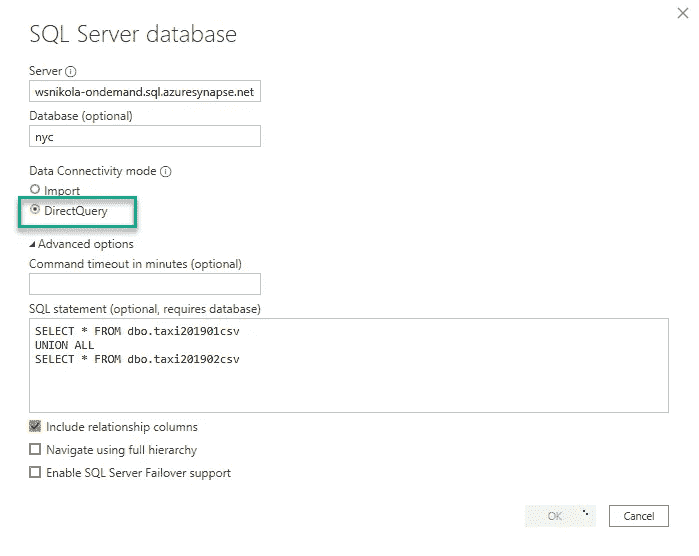 SQL Server database
Server
wsnikola-ondemand.sql.azuresynapse.net
Database (optional)
nyc
Data Connectivity mode
Import
DirectQuery
Advanced options
Command timeout in minutes (optional)
SQL statement (optional, requires database)
SELECT * FROM dbo.taxi201901csv
UNION ALL
SELECT * FROM dbo.taxi201902csv
Include relationship columns
Navigate using full hierarchy
Enable SQL Server Failover support
OK Cancel